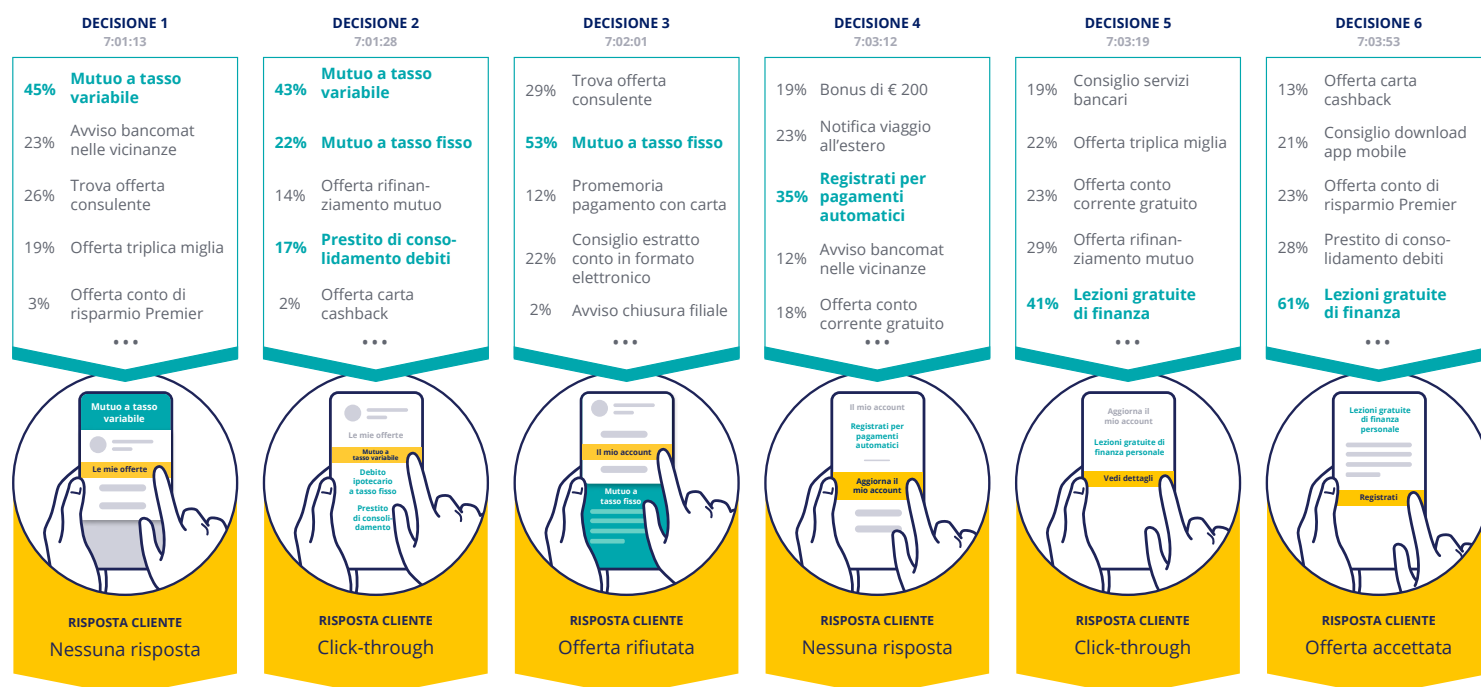 DECISIONE 1
7:01:13
45% Mutuo a tasso
variabile
23% Avviso bancomat
nelle vicinanze
26% Trova offerta
consulente
19% Offerta triplica miglia
3% Offerta conto di
risparmio Premier
...
Mutuo a tasso
variabile
Le mie offerte
RISPOSTA CLIENTE
Nessuna risposta
DECISIONE 2
7:01:28
43% Mutuo a tasso
variabile
22% Mutuo a tasso fisso
14% Offerta rifinan-
ziamento mutuo
17% Prestito di conso-
lidamento debiti
2% Offerta carta
cashback
...
Le mie offerte
Mutuo a
tasso variabile
Debito
ipotecario
a tasso fisso
Prestito
di consoli-
damento
RISPOSTA CLIENTE
Click-through
DECISIONE 3
7:02:01
29% Trova offerta
consulente
53% Mutuo a tasso fisso
12% Promemoria
pagamento con carta
22% Consiglio estratto
conto in formato
elettronico
2% Avviso chiusura filiale
...
Il mio account
Mutuo a
tasso fisso
RISPOSTA CLIENTE
Offerta rifiutata
DECISIONE 4
7:03:12
19% Bonus di € 200
23% Notifica viaggio
all’estero
35% Registrati per
pagamenti
automatici
12% Avviso bancomat
nelle vicinanze
18% Offerta conto
corrente gratuito
...
Il mio account
Registrati per
pagamenti
automatici
Aggiorna il
mio account
RISPOSTA CLIENTE
Nessuna risposta
DECISIONE 5
7:03:19
19% Consiglio servizi
bancari
22% Offerta triplica miglia
23% Offerta conto
corrente gratuito
29% Offerta rifinan-
ziamento mutuo
41% Lezioni gratuite
di finanza
...
Aggiorna il
mio account
Lezioni gratuite di
finanza personale
Vedi dettagli
RISPOSTA CLIENTE
Click-through
DECISIONE 6
7:03:53
13% Offerta carta
cashback
21% Consiglio download
app mobile
23% Offerta conto di
risparmio Premier
28% Prestito di conso-
lidamento debiti
61% Lezioni gratuite
di finanza
...
Lezioni gratuite
di finanza
personale
Registrati
RISPOSTA CLIENTE
Offerta accettata